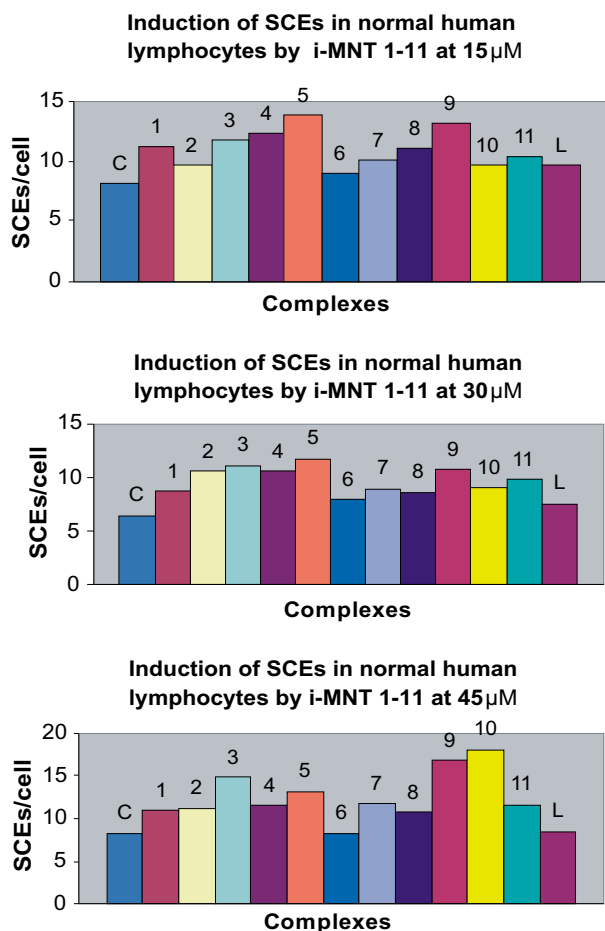 Induction of SCEs in normal human
lymphocytes by i-MNT 1-11 at 15µM
SCEs/cell
15
10
5
0
C 1 2 3 4 5 6 7 8 9 10 11 L
Complexes
Induction of SCEs in normal human
lymphocytes by i-MNT 1-11 at 30µM
SCEs/cell
15
10
5
0
C 1 2 3 4 5 6 7 8 9 10 11 L
Complexes
Induction of SCEs in normal human
lymphocytes by i-MNT 1-11 at 45µM
SCEs/cell
20
15
10
5
0
C 1 2 3 4 5 6 7 8 9 10 11 L
Complexes